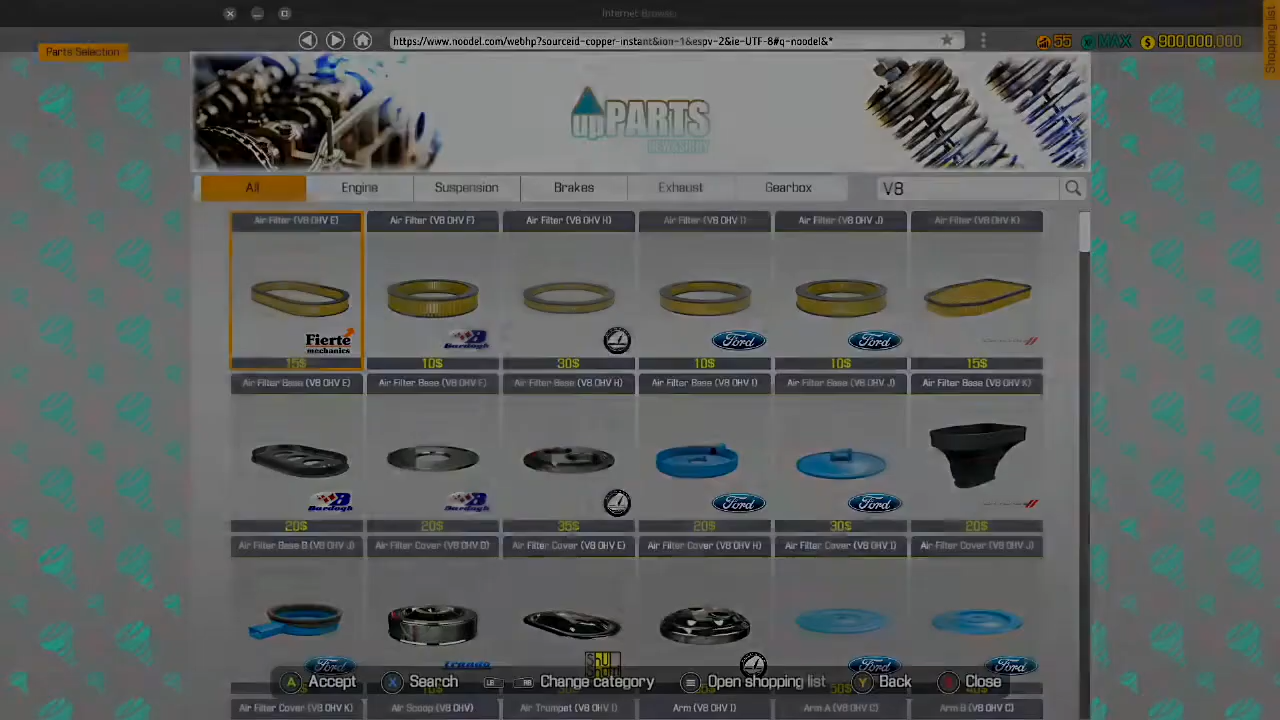 Internet Browser
Parts Selection
https://www.noodel.com/webhp?sourceid-copper-instant&ion-1&espv-2&ie-UTF-8#q-noodel&*
55 MAX $ 900,000,000
Shopping list
upPARTS
NEW&SHINY
All Engine Suspension Brakes Exhaust Gearbox V8
Air Filter (V8 OHV E) Air Filter (V8 OHV F) Air Filter (V8 OHV H) Air Filter (V8 OHV I) Air Filter (V8 OHV J) Air Filter (V8 OHV K)
Fierte mechanics Bardogh Ford Ford
15$ 10$ 30$ 10$ 10$ 15$
Air Filter Base (V8 OHV E) Air Filter Base (V8 OHV F) Air Filter Base (V8 OHV H) Air Filter Base (V8 OHV I) Air Filter Base (V8 OHV J) Air Filter Base (V8 OHV K)
Bardogh Bardogh Ford Ford
20$ 20$ 35$ 20$ 30$ 20$
Air Filter Base B (V8 OHV J) Air Filter Cover (V8 OHV D) Air Filter Cover (V8 OHV E) Air Filter Cover (V8 OHV H) Air Filter Cover (V8 OHV I) Air Filter Cover (V8 OHV J)
Ford Ford Ford
A Accept X Search LB RB Change category Open shopping list Y Back Close
Air Filter Cover (V8 OHV K) Air Scoop (V8 OHV) Air Trumpet (V8 OHV I) Arm (V8 OHV I) Arm A (V8 OHV C) Arm B (V8 OHV C)